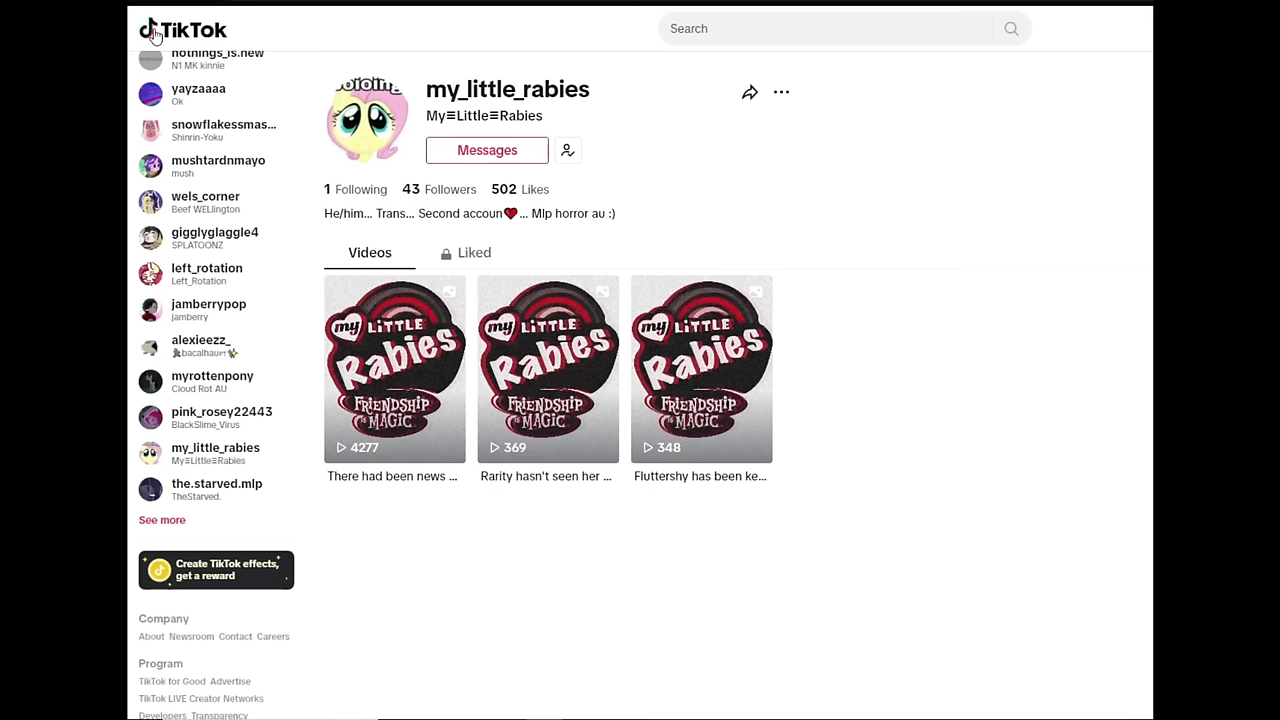 TikTok
Search
nothings_is.new
N1 MK kinnie
yayzaaaa
Ok
snowflakessmas...
Shinrin-Yoku
mushtardnmayo
mush
wels_corner
Beef WELlington
gigglyglaggle4
SPLATOONZ
left_rotation
Left_Rotation
jamberrypop
jamberry
alexieezz_
myrottenpony
Cloud Rot AU
pink_rosey22443
BlackSlime_Virus
my_little_rabies
My≡Little≡Rabies
the.starved.mlp
TheStarved.
See more
Create TikTok effects,
get a reward
Company
About Newsroom Contact Careers
Program
TikTok for Good Advertise
TikTok LIVE Creator Networks
Developers Transparency
my_little_rabies
My≡Little≡Rabies
Messages
1 Following 43 Followers 502 Likes
He/him... Trans... Second accoun💔... Mlp horror au :)
Videos Liked
my LiTTLE
Rabies
FRIENDSHIP
iS MAGIC
4277
There had been news ...
my LiTTLE
Rabies
FRIENDSHIP
iS MAGIC
369
Rarity hasn't seen her ...
my LiTTLE
Rabies
FRIENDSHIP
iS MAGIC
348
Fluttershy has been ke...